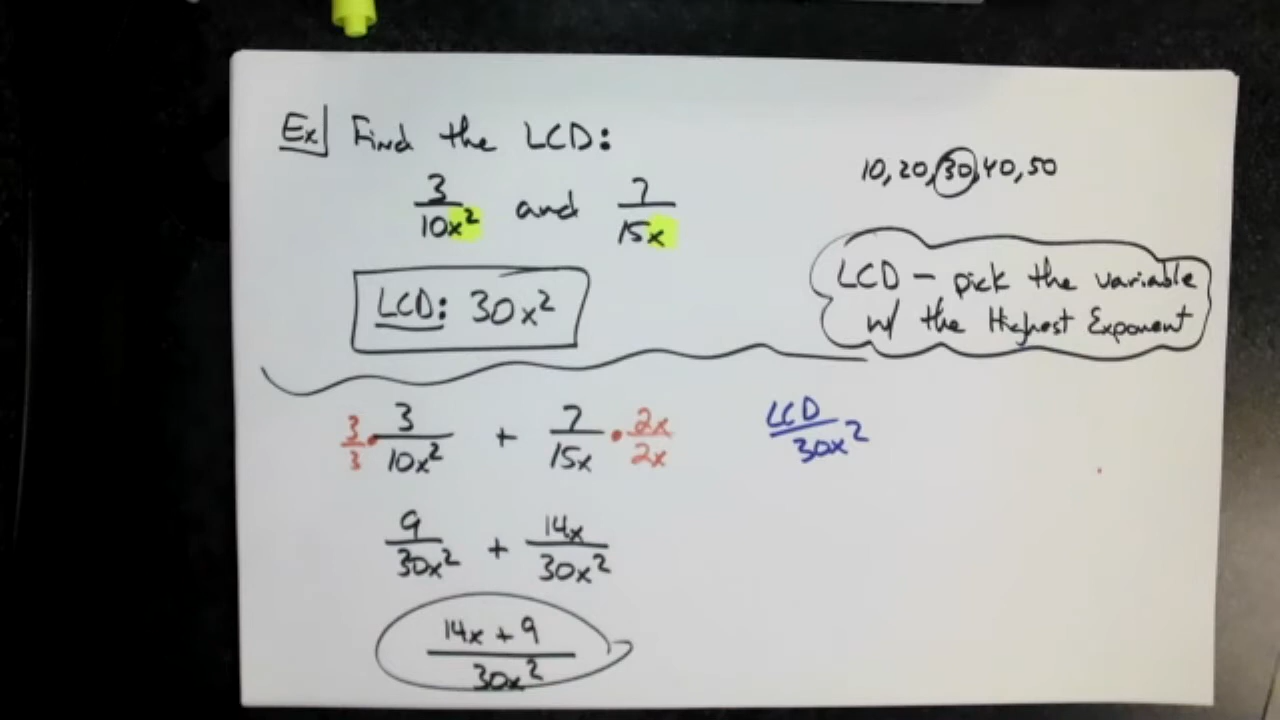 Ex Find the LCD:
10, 20, 30, 40, 50
3/10x² and 7/15x
LCD: 30x²
LCD – pick the variable
w/ the Highest Exponent
3/3 • 3/10x² + 7/15x • 2x/2x
LCD
30x²
9/30x² + 14x/30x²
14x + 9
30x²